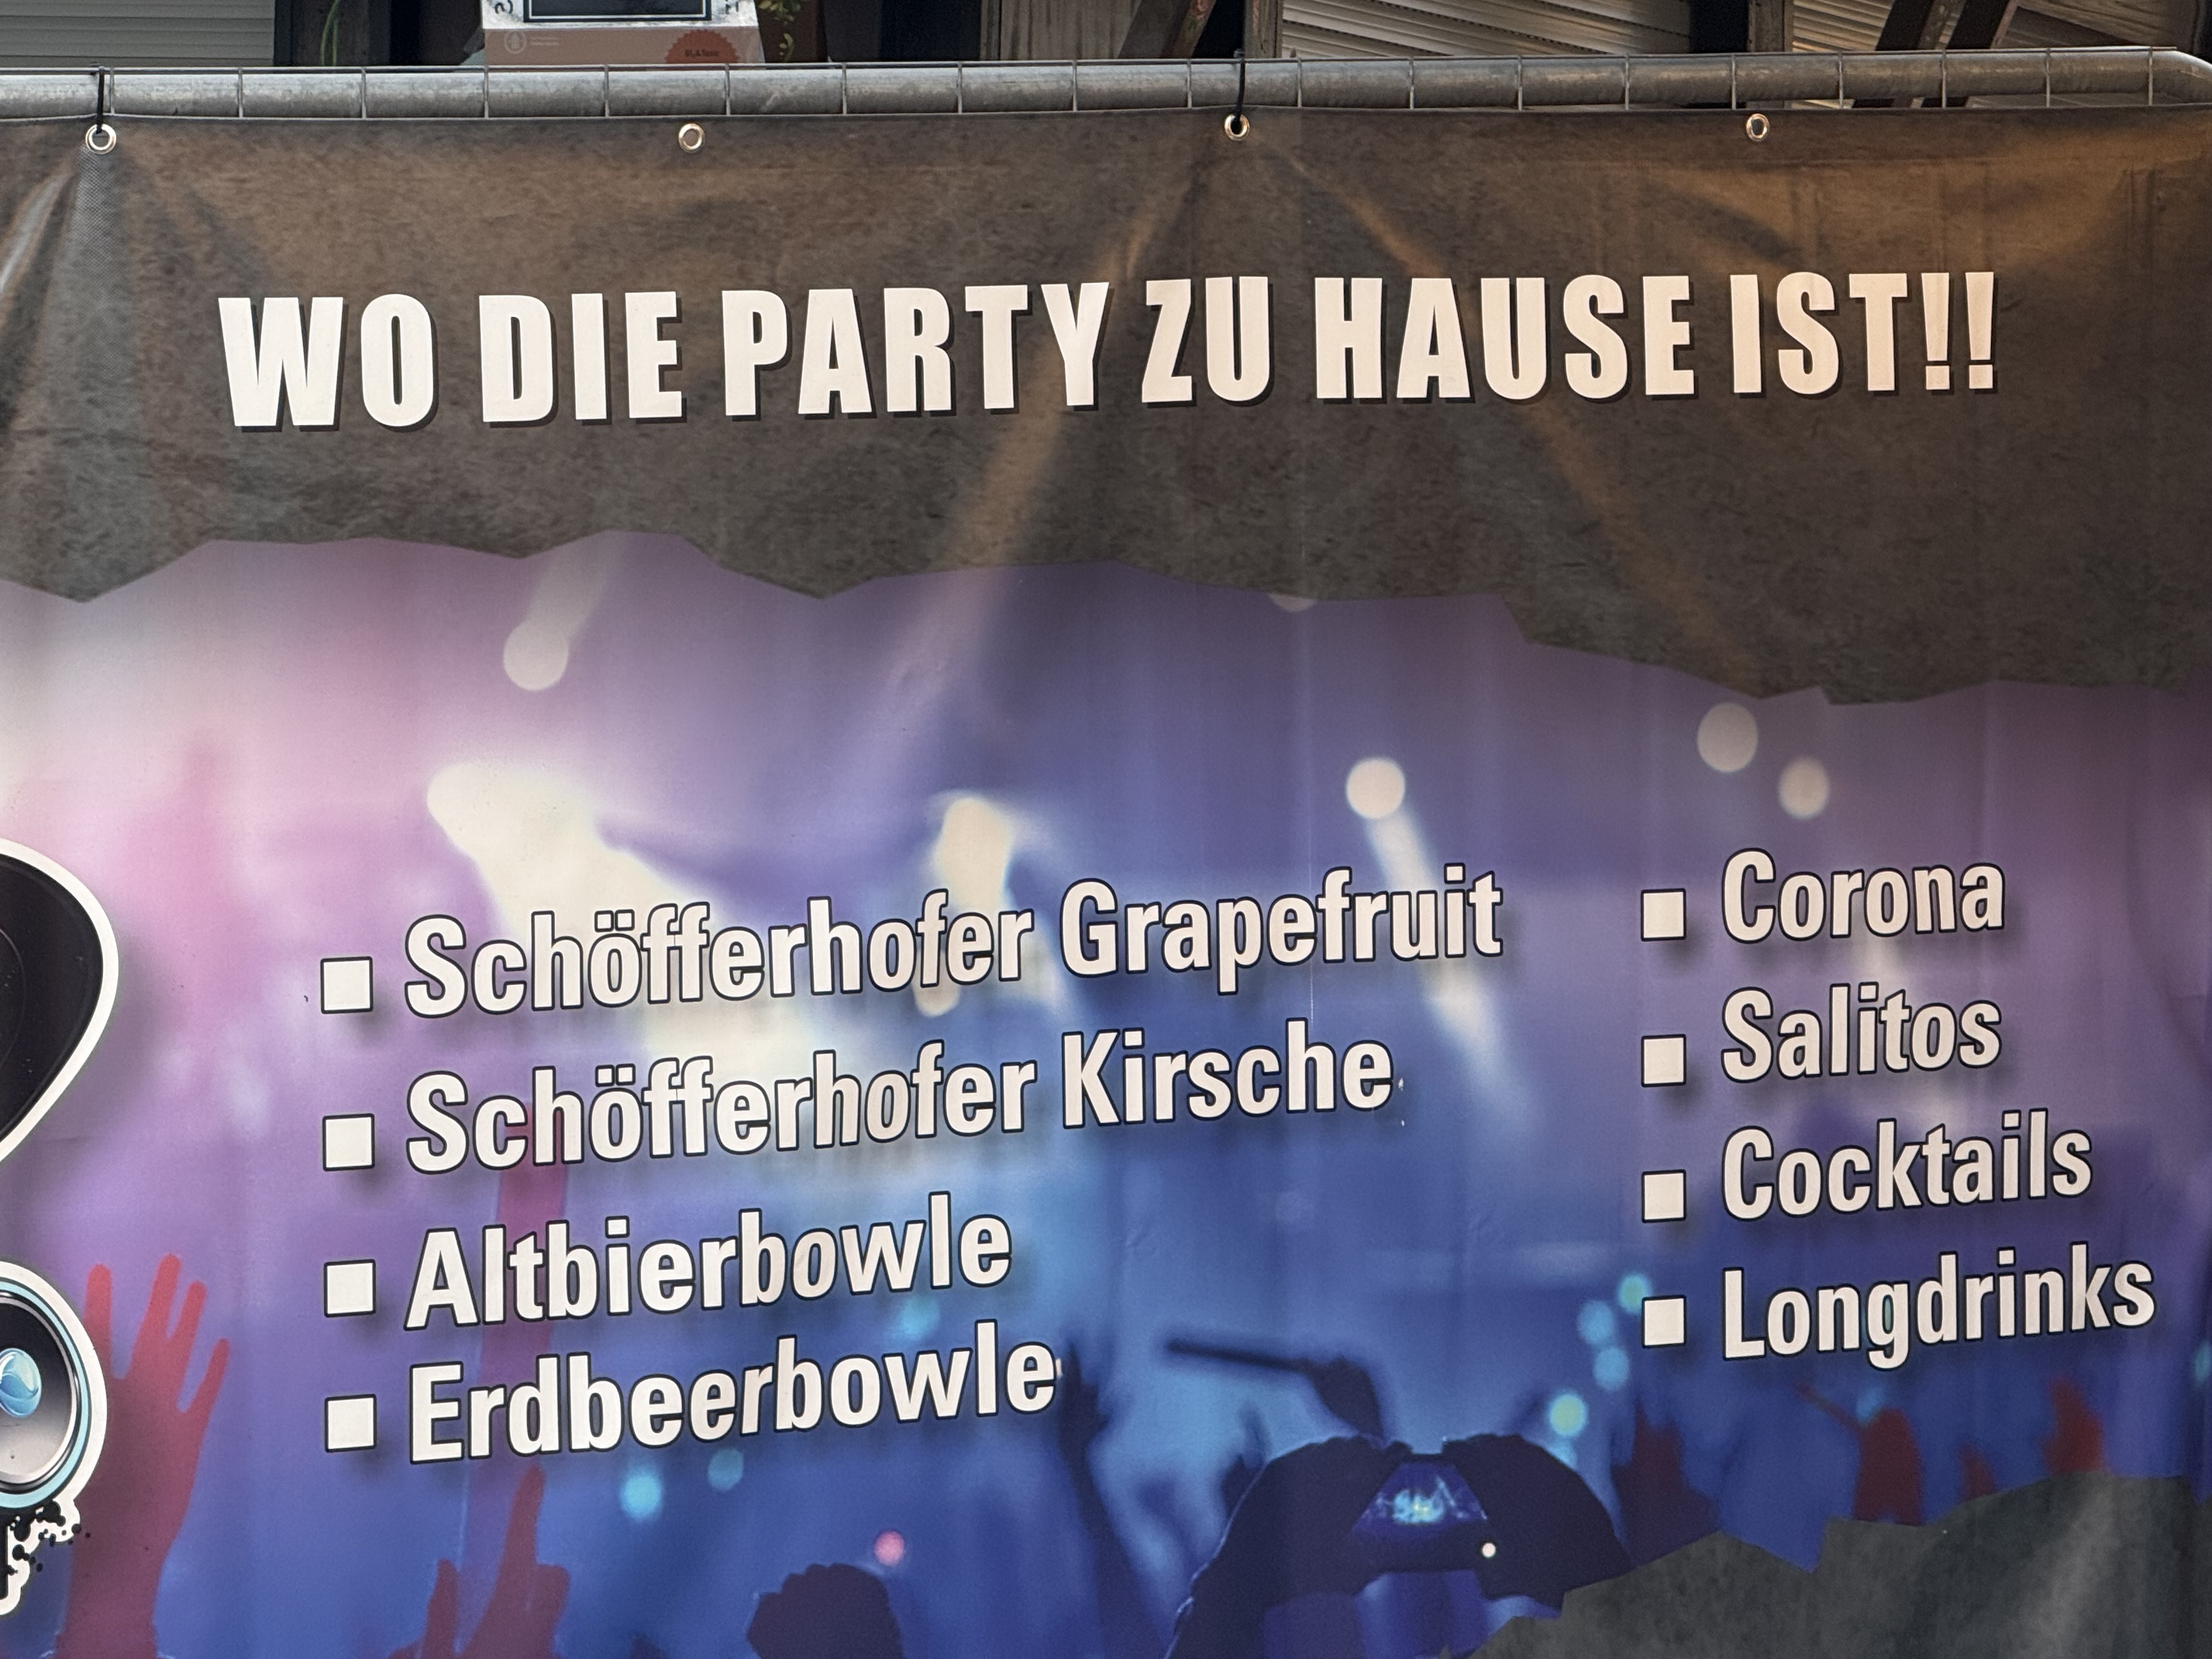 WO DIE PARTY ZU HAUSE IST!!
▪ Schöfferhofer Grapefruit
▪ Schöfferhofer Kirsche
▪ Altbierbowle
▪ Erdbeerbowle
▪ Corona
▪ Salitos
▪ Cocktails
▪ Longdrinks